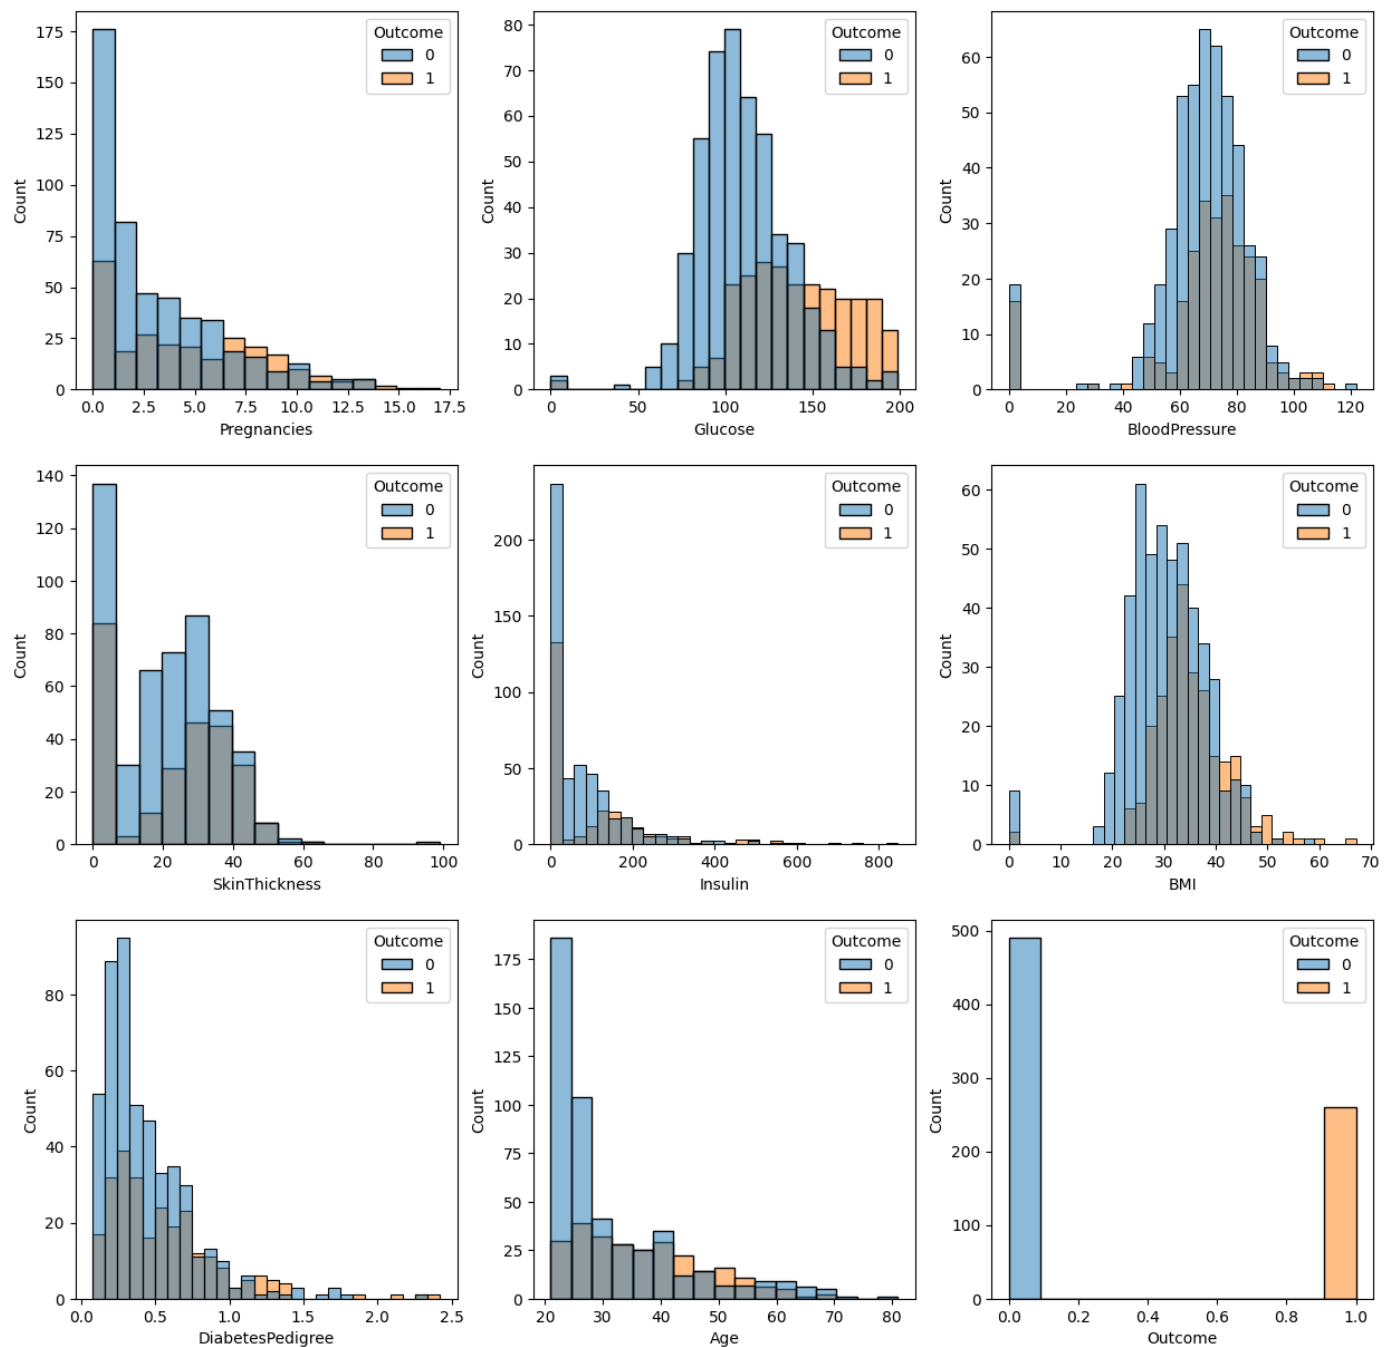 Outcome
0
1
Count
175
150
125
100
75
50
25
0
0.0 2.5 5.0 7.5 10.0 12.5 15.0 17.5
Pregnancies
Outcome
0
1
Count
80
70
60
50
40
30
20
10
0
0 50 100 150 200
Glucose
Outcome
0
1
Count
60
50
40
30
20
10
0
0 20 40 60 80 100 120
BloodPressure
Outcome
0
1
Count
140
120
100
80
60
40
20
0
0 20 40 60 80 100
SkinThickness
Outcome
0
1
Count
200
150
100
50
0
0 200 400 600 800
Insulin
Outcome
0
1
Count
60
50
40
30
20
10
0
0 10 20 30 40 50 60 70
BMI
Outcome
0
1
Count
80
60
40
20
0
0.0 0.5 1.0 1.5 2.0 2.5
DiabetesPedigree
Outcome
0
1
Count
175
150
125
100
75
50
25
0
20 30 40 50 60 70 80
Age
Outcome
0
1
Count
500
400
300
200
100
0
0.0 0.2 0.4 0.6 0.8 1.0
Outcome